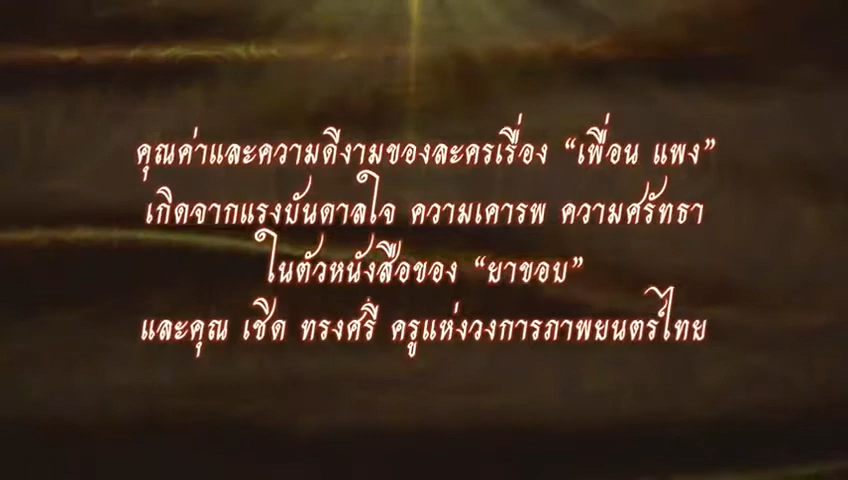 คุณค่าและความดีงามของละครเรื่อง “เพื่อน แพง”
เกิดจากแรงบันดาลใจ ความเคารพ ความศรัทธา
ในตัวหนังสือของ “ยาขอบ”
และคุณ เชิด ทรงศรี ครูแห่งวงการภาพยนตร์ไทย